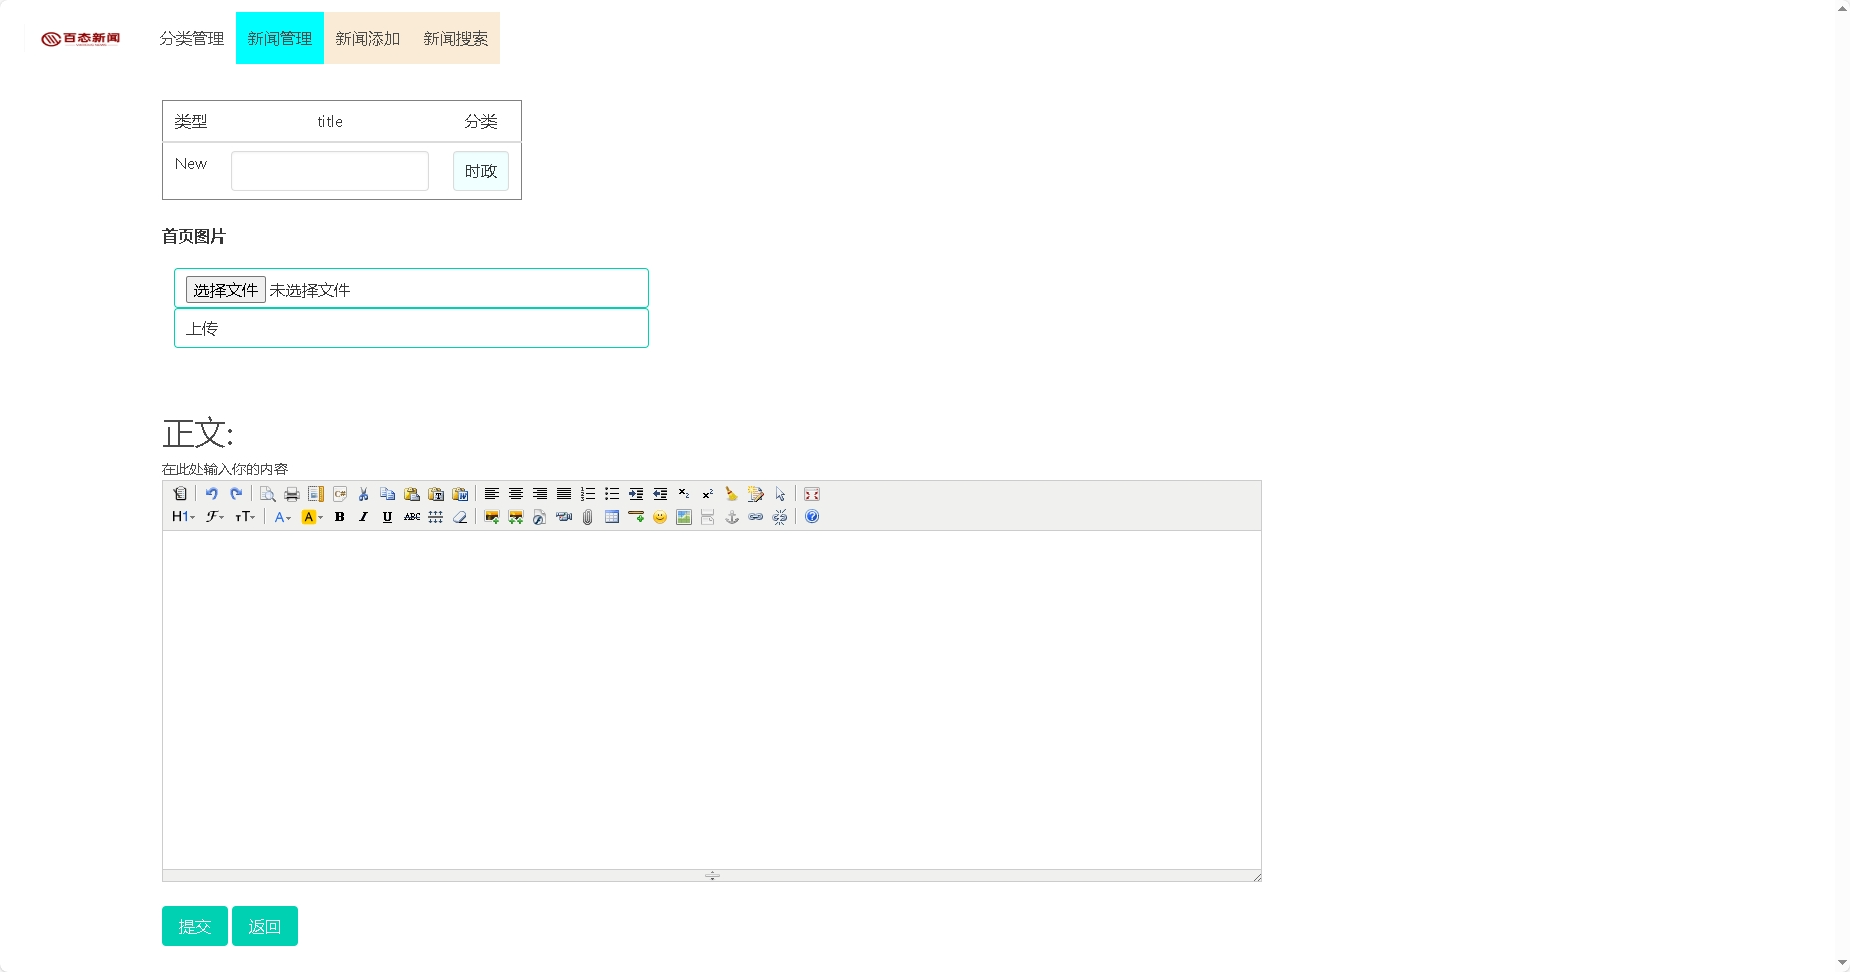 百态新闻 分类管理 新闻管理 新闻添加 新闻搜索
类型 title 分类
New 时政
首页图片
选择文件 未选择文件
上传
正文:
在此处输入你的内容
H1 F TT A A B I U ABC
提交 返回